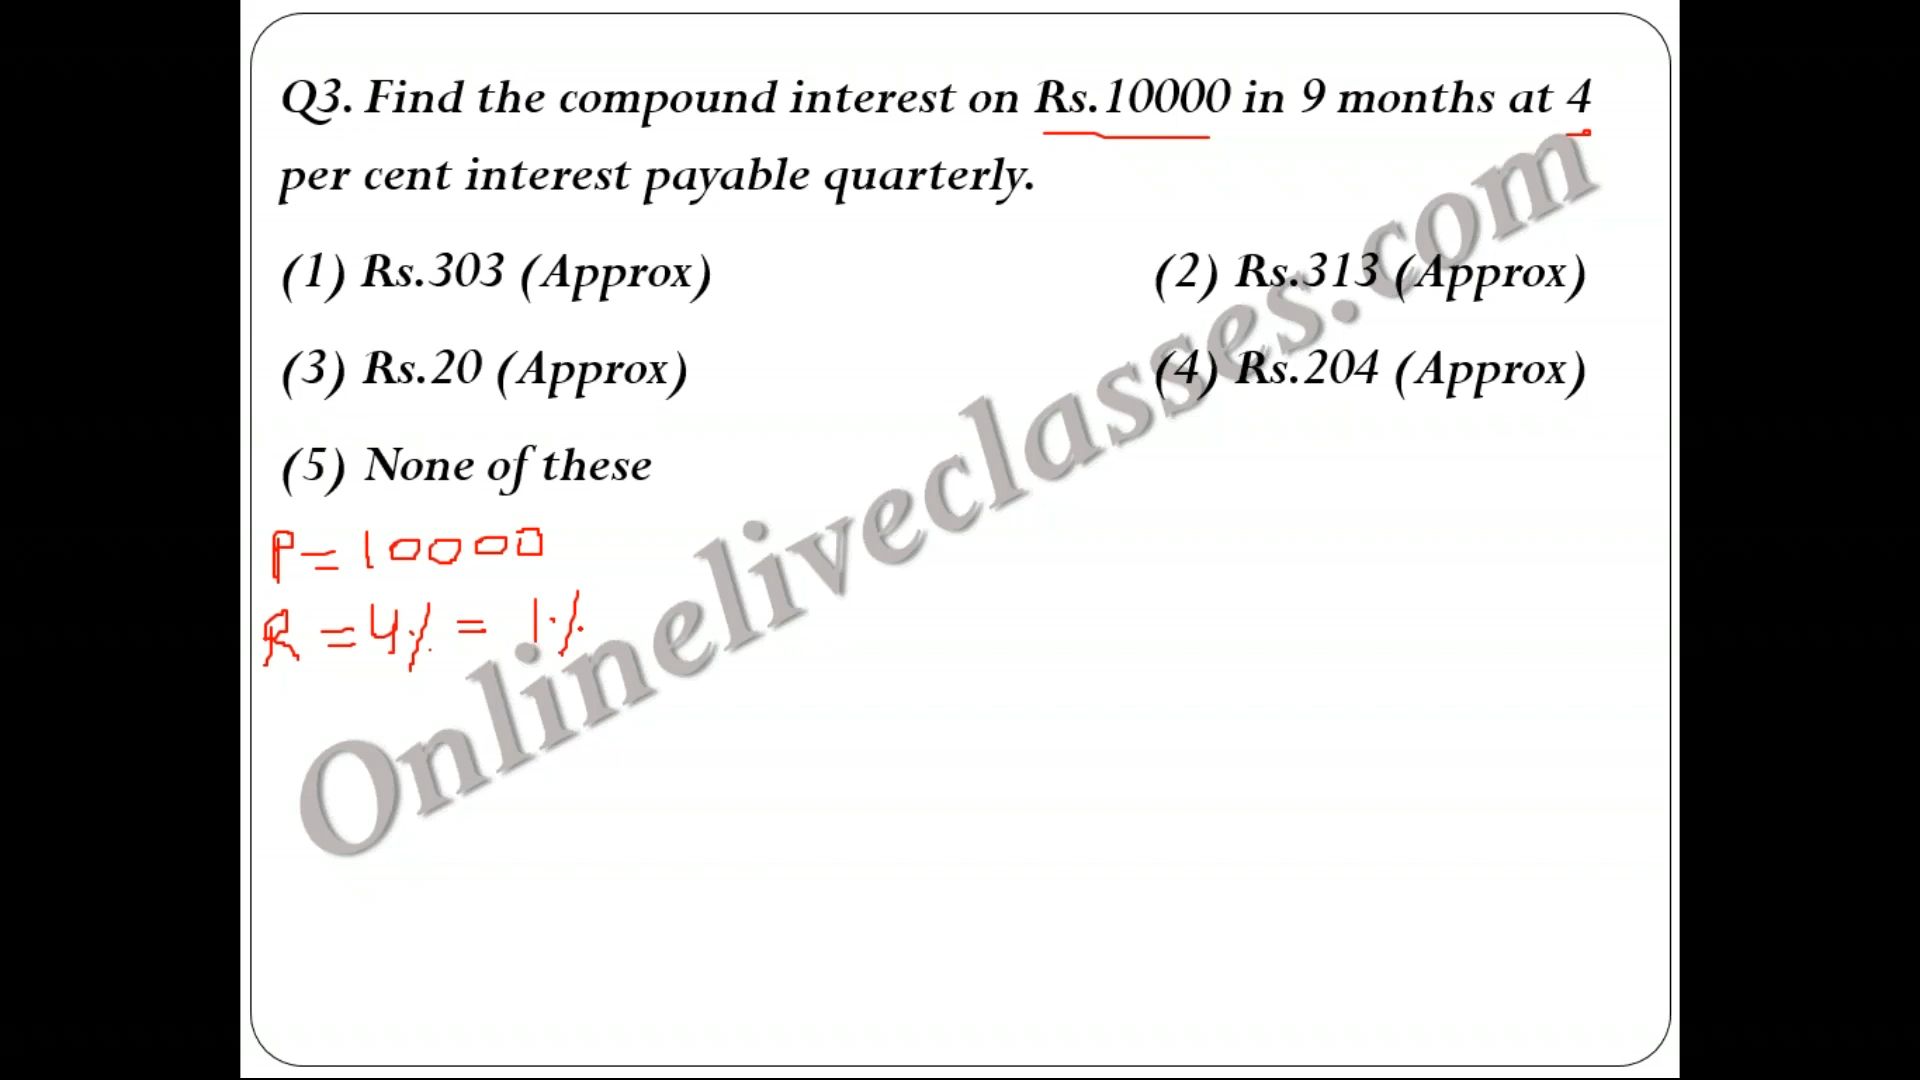 Q3. Find the compound interest on Rs.10000 in 9 months at 4
per cent interest payable quarterly.
(1) Rs.303 (Approx) (2) Rs.313 (Approx)
(3) Rs.20 (Approx) (4) Rs.204 (Approx)
(5) None of these
P= 10000
R = 4% = 1%
Onlineliveclasses.com